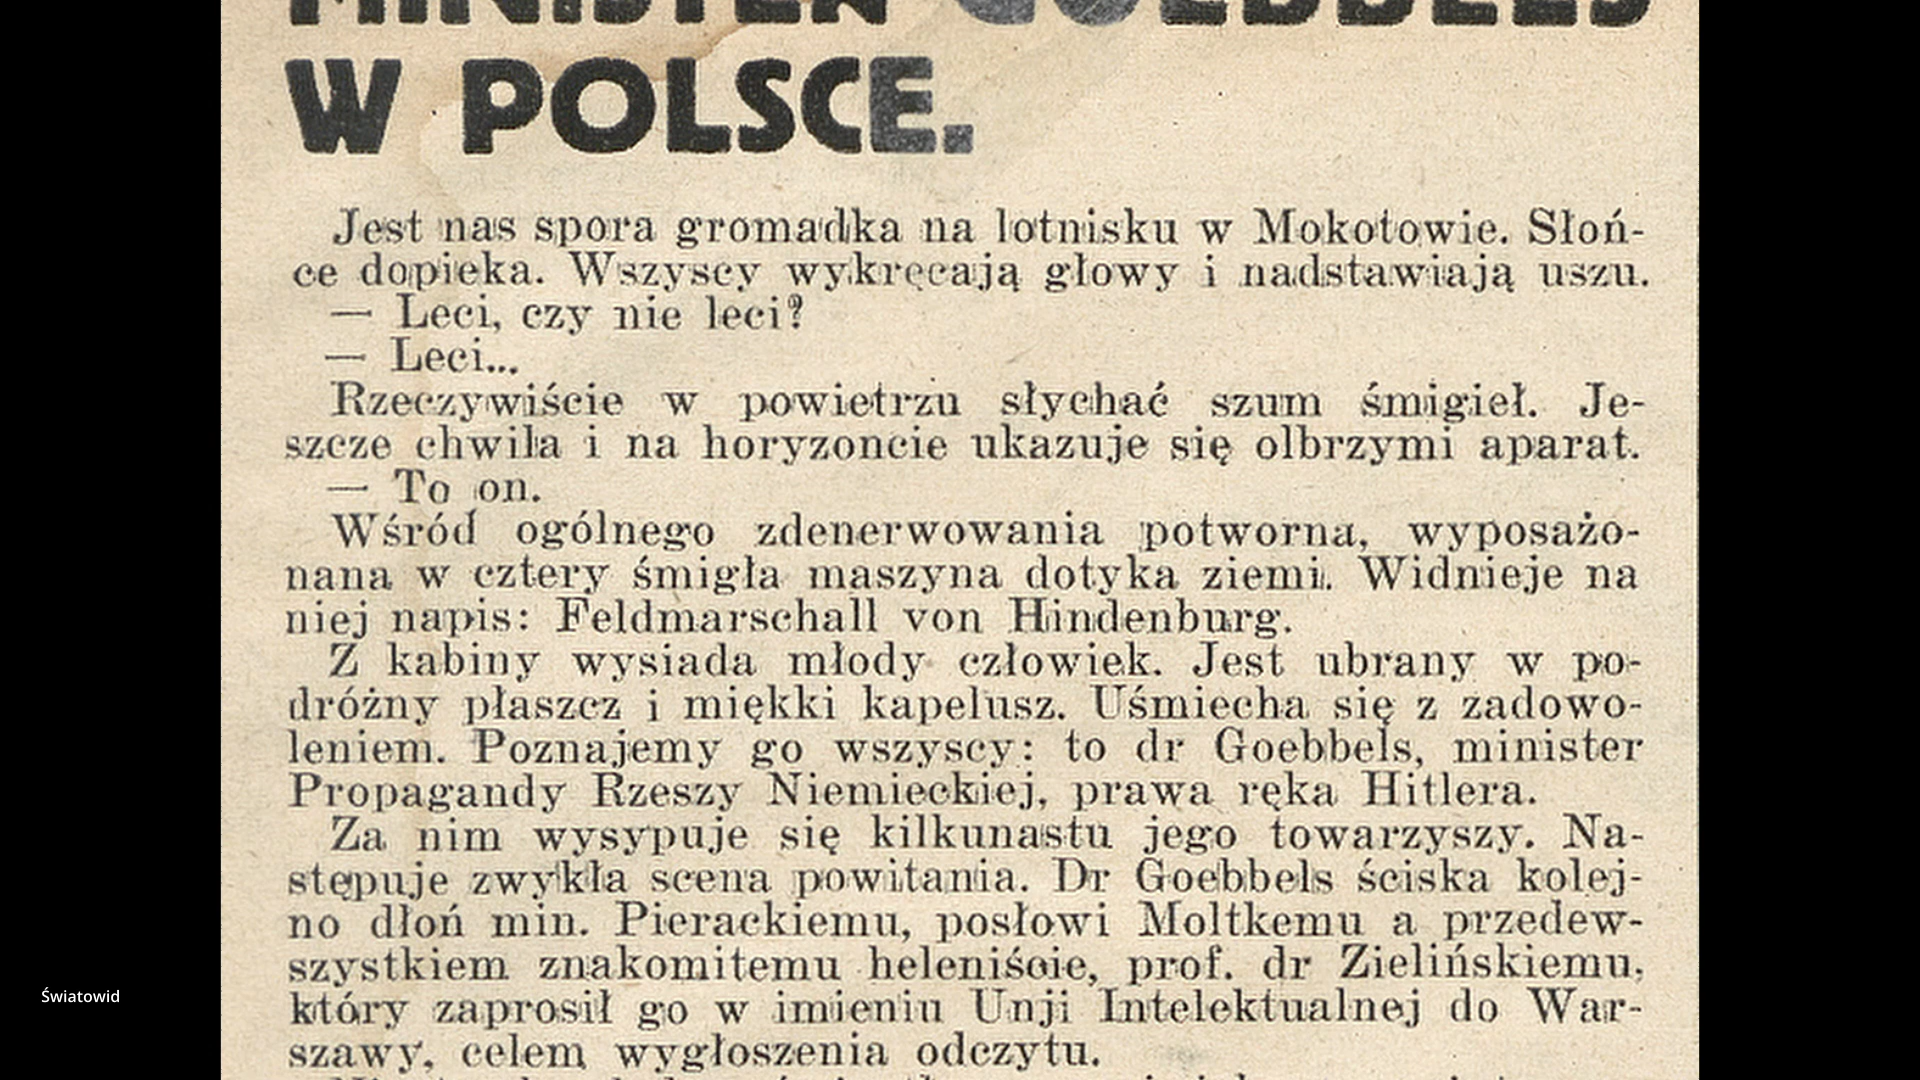 MINISTER GOEBBELS
W POLSCE.
Jest nas spora gromadka na lotnisku w Mokotowie. Słoń-
ce dopieka. Wszyscy wykręcają głowy i nadstawiają uszu.
— Leci, czy nie leci?
— Leci...
Rzeczywiście w powietrzu słychać szum śmigieł. Je-
szcze chwila i na horyzoncie ukazuje się olbrzymi aparat.
— To on.
Wśród ogólnego zdenerwowania potworna, wyposażo-
nana w cztery śmigła maszyna dotyka ziemi. Widnieje na
niej napis: Feldmarschall von Hindenburg.
Z kabiny wysiada młody człowiek. Jest ubrany w po-
dróżny płaszcz i miękki kapelusz. Uśmiecha się z zadowo-
leniem. Poznajemy go wszyscy: to dr Goebbels, minister
Propagandy Rzeszy Niemieckiej, prawa ręka Hitlera.
Za nim wysypuje się kilkunastu jego towarzyszy. Na-
stępuje zwykła scena powitania. Dr Goebbels ściska kolej-
no dłoń min. Pierackiemu, posłowi Moltkemu a przedew-
szystkiem znakomitemu heleniście, prof. dr Zielińskiemu,
który zaprosił go w imieniu Unji Intelektualnej do War-
szawy, celem wygłoszenia odczytu.
Światowid